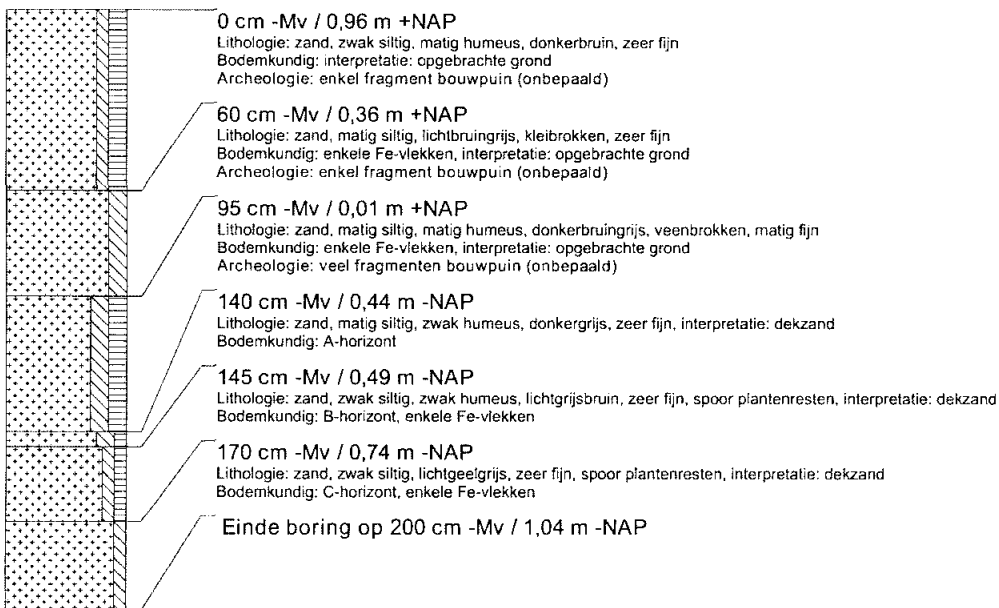 0 cm -Mv / 0,96 m +NAP
Lithologie: zand, zwak siltig, matig humeus, donkerbruin, zeer fijn
Bodemkundig: interpretatie: opgebrachte grond
Archeologie: enkel fragment bouwpuin (onbepaald)
60 cm -Mv / 0,36 m +NAP
Lithologie: zand, matig siltig, lichtbruingrijs, kleibrokken, zeer fijn
Bodemkundig: enkele Fe-vlekken, interpretatie: opgebrachte grond
Archeologie: enkel fragment bouwpuin (onbepaald)
95 cm -Mv / 0,01 m +NAP
Lithologie: zand, matig siltig, matig humeus, donkerbruingrijs, veenbrokken, matig fijn
Bodemkundig: enkele Fe-vlekken, interpretatie: opgebrachte grond
Archeologie: veel fragmenten bouwpuin (onbepaald)
140 cm -Mv / 0,44 m -NAP
Lithologie: zand, matig siltig, zwak humeus, donkergrijs, zeer fijn, interpretatie: dekzand
Bodemkundig: A-horizont
145 cm -Mv / 0,49 m -NAP
Lithologie: zand, zwak siltig, zwak humeus, lichtgrijsbruin, zeer fijn, spoor plantenresten, interpretatie: dekzand
Bodemkundig: B-horizont, enkele Fe-vlekken
170 cm -Mv / 0,74 m -NAP
Lithologie: zand, zwak siltig, lichtgeelgrijs, zeer fijn, spoor plantenresten, interpretatie: dekzand
Bodemkundig: C-horizont, enkele Fe-vlekken
Einde boring op 200 cm -Mv / 1,04 m -NAP